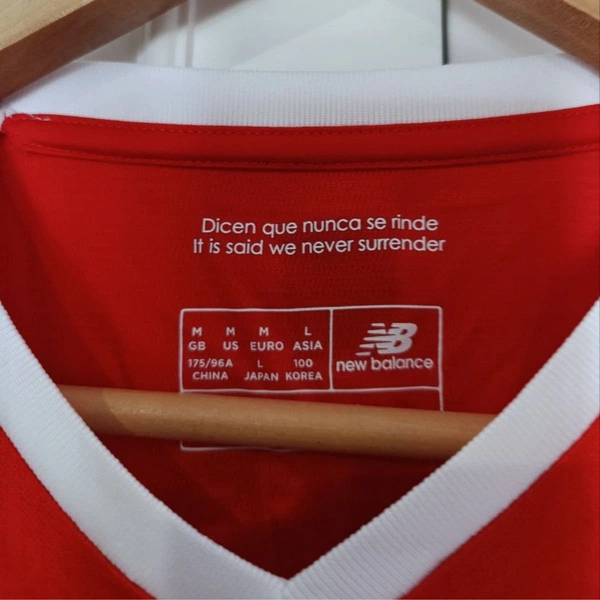 Dicen que nunca se rinde
It is said we never surrender
M M M L
GB US EURO ASIA
175/96A L 100
CHINA JAPAN KOREA
NB
new balance